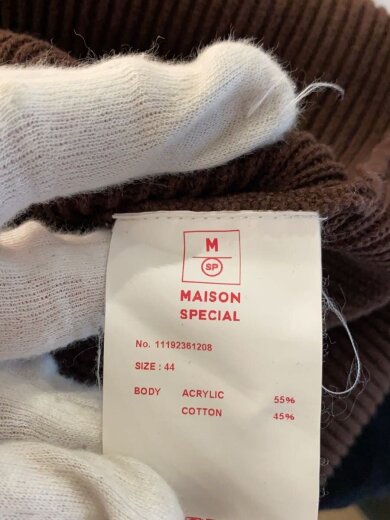 M
SP
MAISON
SPECIAL
No. 11192361208
SIZE : 44
BODY ACRYLIC 55%
COTTON 45%